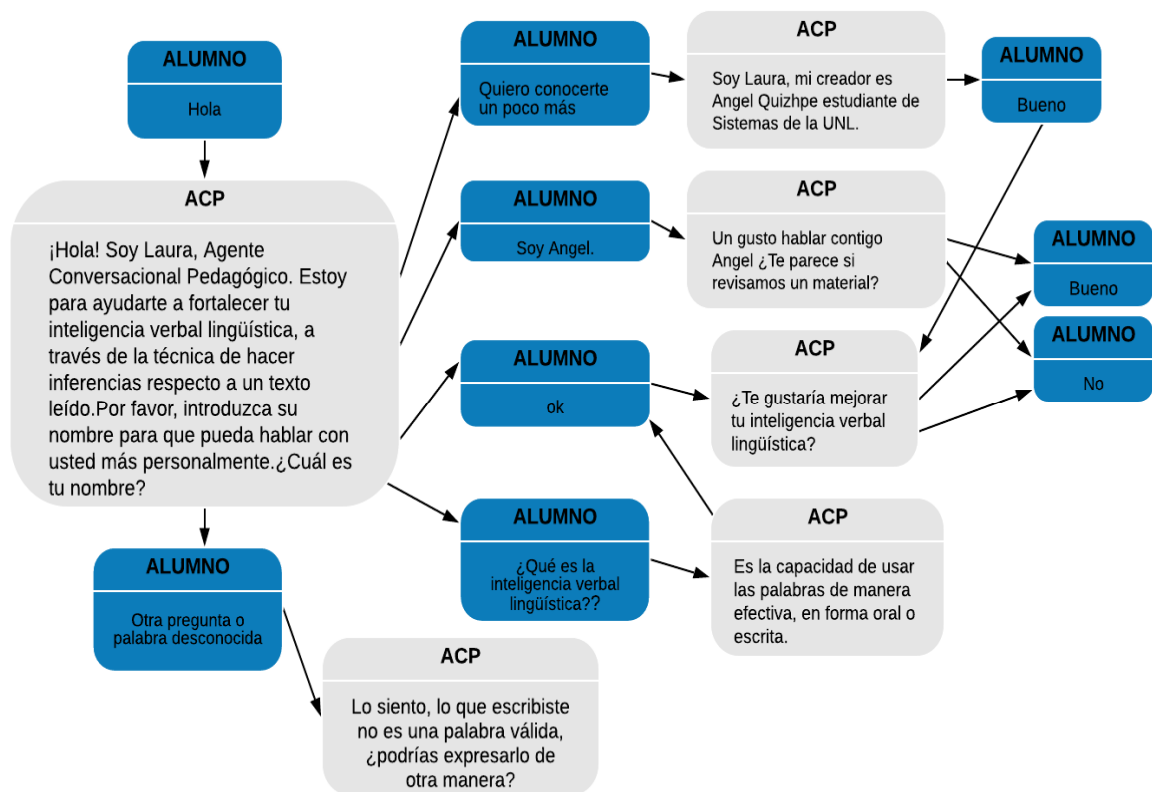 ALUMNO
Hola
ACP
¡Hola! Soy Laura, Agente
Conversacional Pedagógico. Estoy
para ayudarte a fortalecer tu
inteligencia verbal lingüística, a
través de la técnica de hacer
inferencias respecto a un texto
leído.Por favor, introduzca su
nombre para que pueda hablar con
usted más personalmente.¿Cuál es
tu nombre?
ALUMNO
Otra pregunta o
palabra desconocida
ACP
Lo siento, lo que escribiste
no es una palabra válida,
¿podrías expresarlo de
otra manera?
ALUMNO
Quiero conocerte
un poco más
ACP
Soy Laura, mi creador es
Angel Quizhpe estudiante de
Sistemas de la UNL.
ALUMNO
Bueno
ALUMNO
Soy Angel.
ACP
Un gusto hablar contigo
Angel ¿Te parece si
revisamos un material?
ALUMNO
Bueno
ALUMNO
No
ALUMNO
ok
ACP
¿Te gustaría mejorar
tu inteligencia verbal
lingüística?
ALUMNO
¿Qué es la
inteligencia verbal
lingüística??
ACP
Es la capacidad de usar
las palabras de manera
efectiva, en forma oral o
escrita.